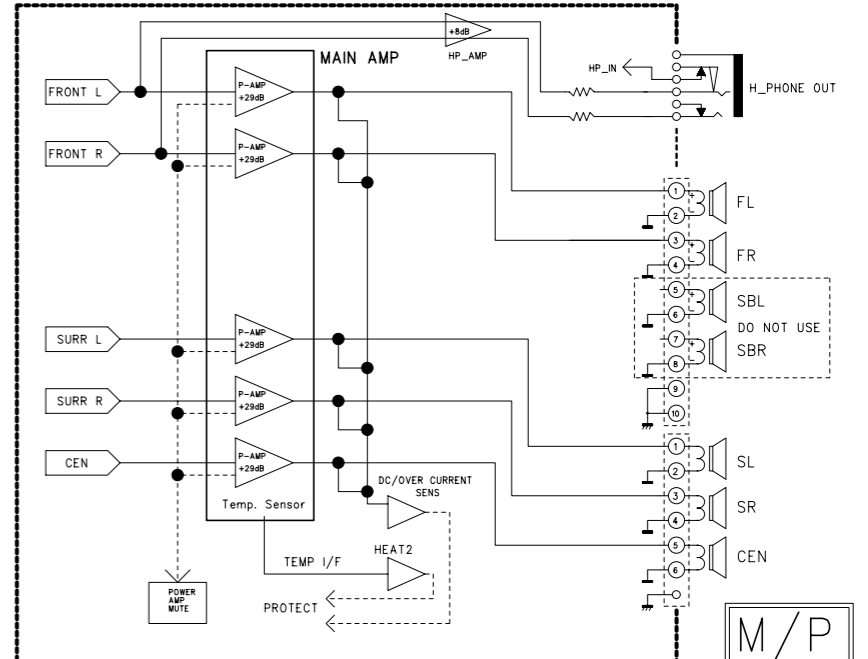 +8dB
HP_AMP
MAIN AMP
HP_IN
H_PHONE OUT
FRONT L
P-AMP
+29dB
FRONT R
P-AMP
+29dB
1
2
FL
3
4
FR
5
6
SBL
DO NOT USE
7
8
SBR
9
10
SURR L
P-AMP
+29dB
SURR R
P-AMP
+29dB
CEN
P-AMP
+29dB
1
2
SL
3
4
SR
5
6
CEN
DC/OVER CURRENT
SENS
Temp. Sensor
TEMP I/F
HEAT2
PROTECT
POWER
AMP
MUTE
+
-
+
-
+
-
+
-
M/P